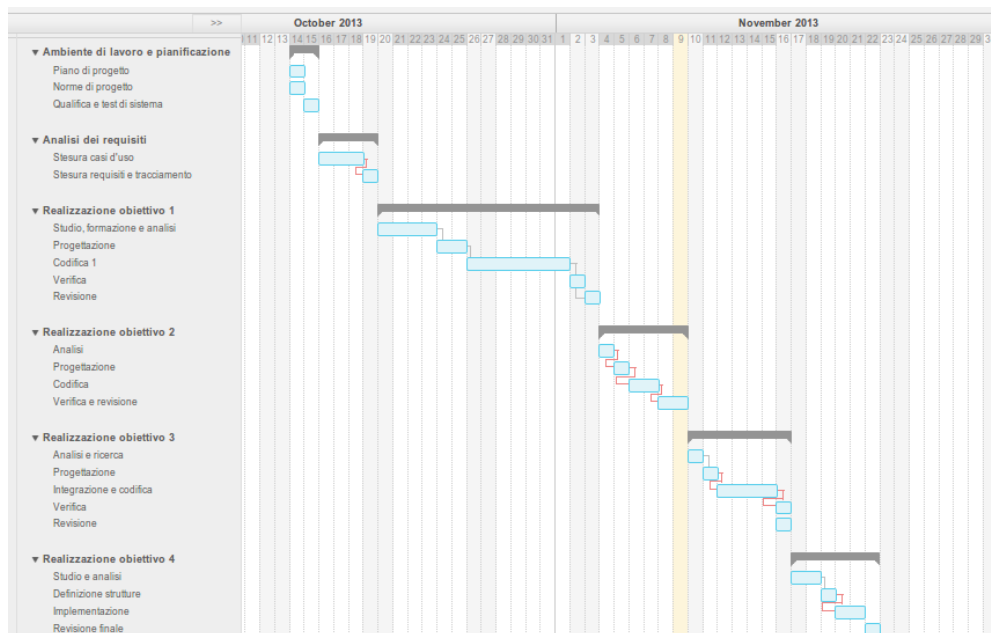 >> October 2013 November 2013
11 12 13 14 15 16 17 18 19 20 21 22 23 24 25 26 27 28 29 30 31 1 2 3 4 5 6 7 8 9 10 11 12 13 14 15 16 17 18 19 20 21 22 23 24 25 26 27 28 29
▼ Ambiente di lavoro e pianificazione
Piano di progetto
Norme di progetto
Qualifica e test di sistema
▼ Analisi dei requisiti
Stesura casi d'uso
Stesura requisiti e tracciamento
▼ Realizzazione obiettivo 1
Studio, formazione e analisi
Progettazione
Codifica 1
Verifica
Revisione
▼ Realizzazione obiettivo 2
Analisi
Progettazione
Codifica
Verifica e revisione
▼ Realizzazione obiettivo 3
Analisi e ricerca
Progettazione
Integrazione e codifica
Verifica
Revisione
▼ Realizzazione obiettivo 4
Studio e analisi
Definizione strutture
Implementazione
Revisione finale